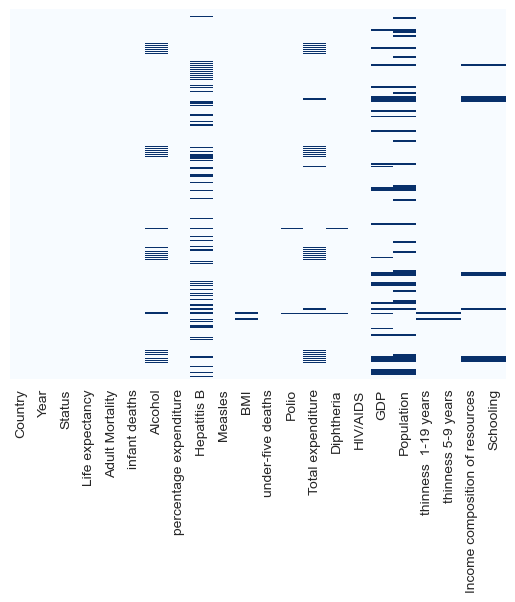 Country
Year
Status
Life expectancy
Adult Mortality
infant deaths
Alcohol
percentage expenditure
Hepatitis B
Measles
BMI
under-five deaths
Polio
Total expenditure
Diphtheria
HIV/AIDS
GDP
Population
thinness  1-19 years
thinness 5-9 years
Income composition of resources
Schooling